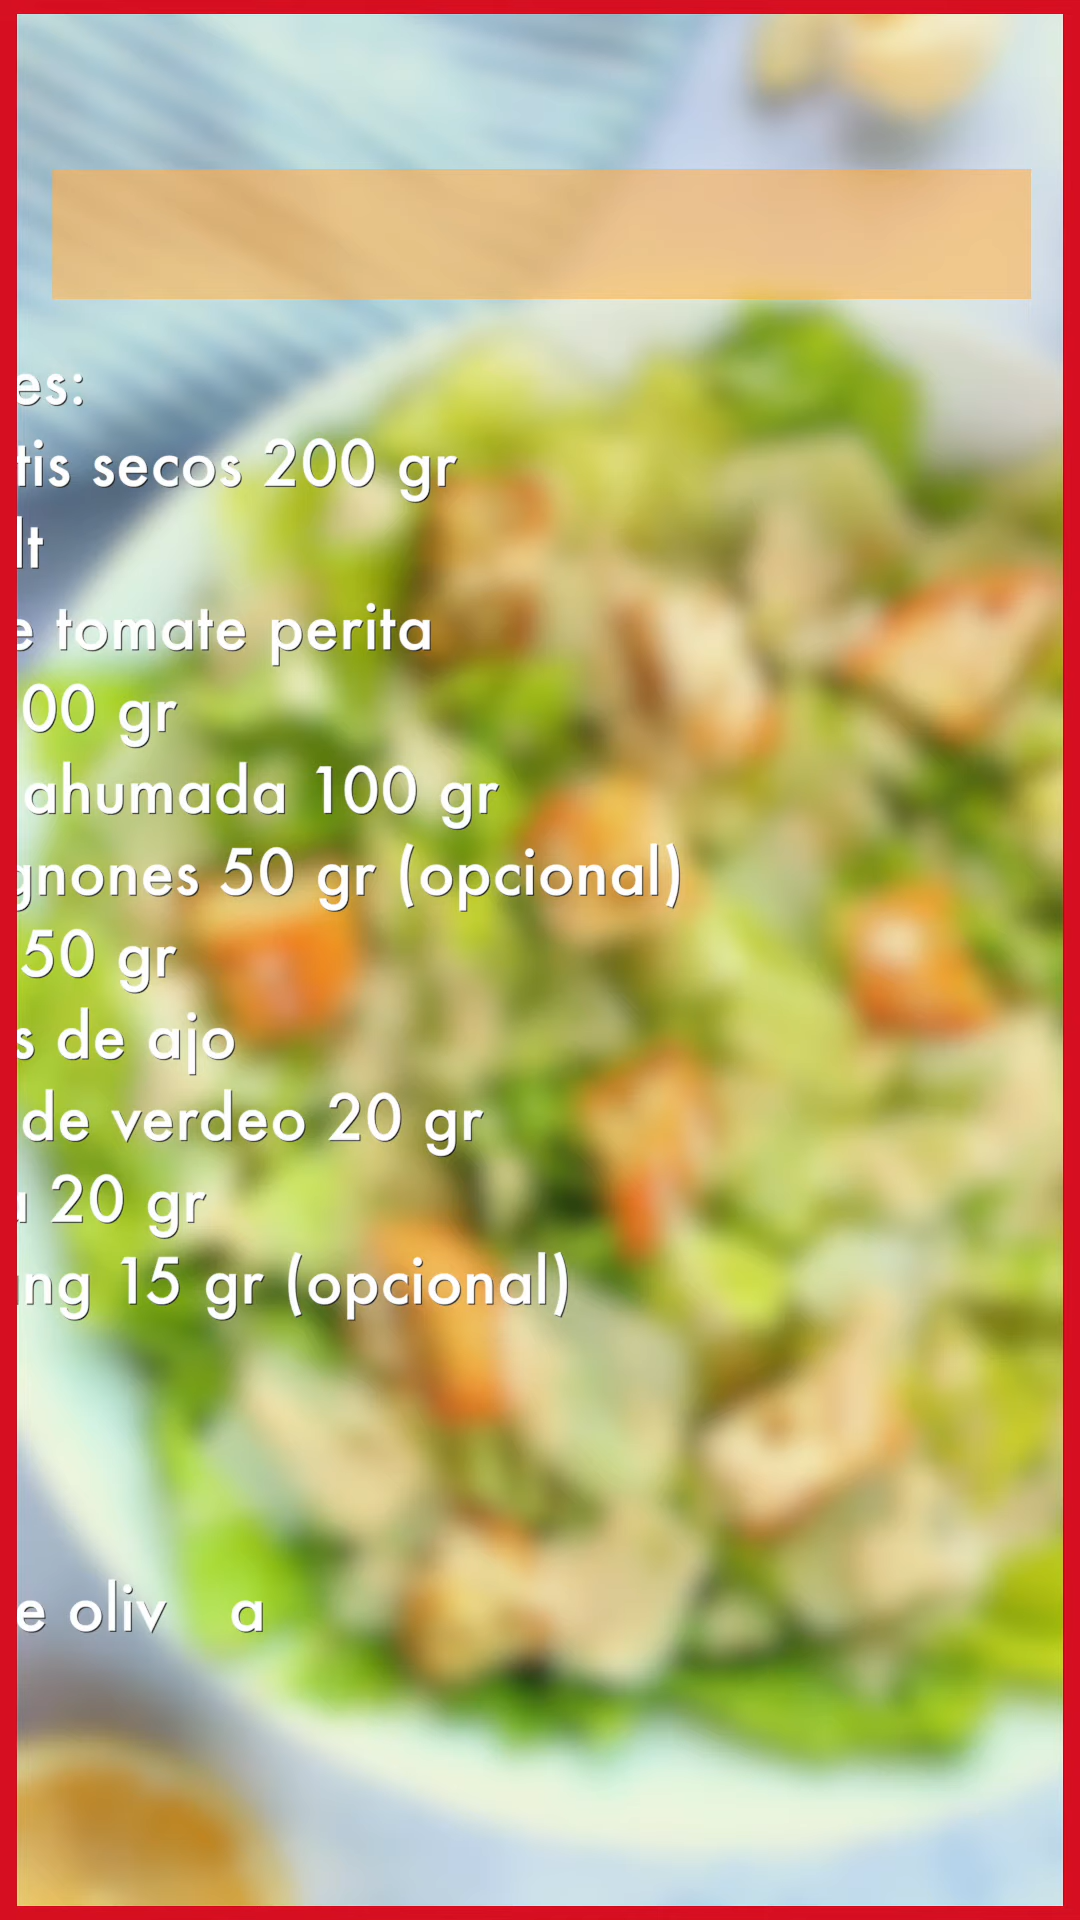 es:
tis secos 200 gr
lt
e tomate perita
00 gr
ahumada 100 gr
gnones 50 gr (opcional)
50 gr
s de ajo
de verdeo 20 gr
20 gr
ng 15 gr (opcional)
e oliv a